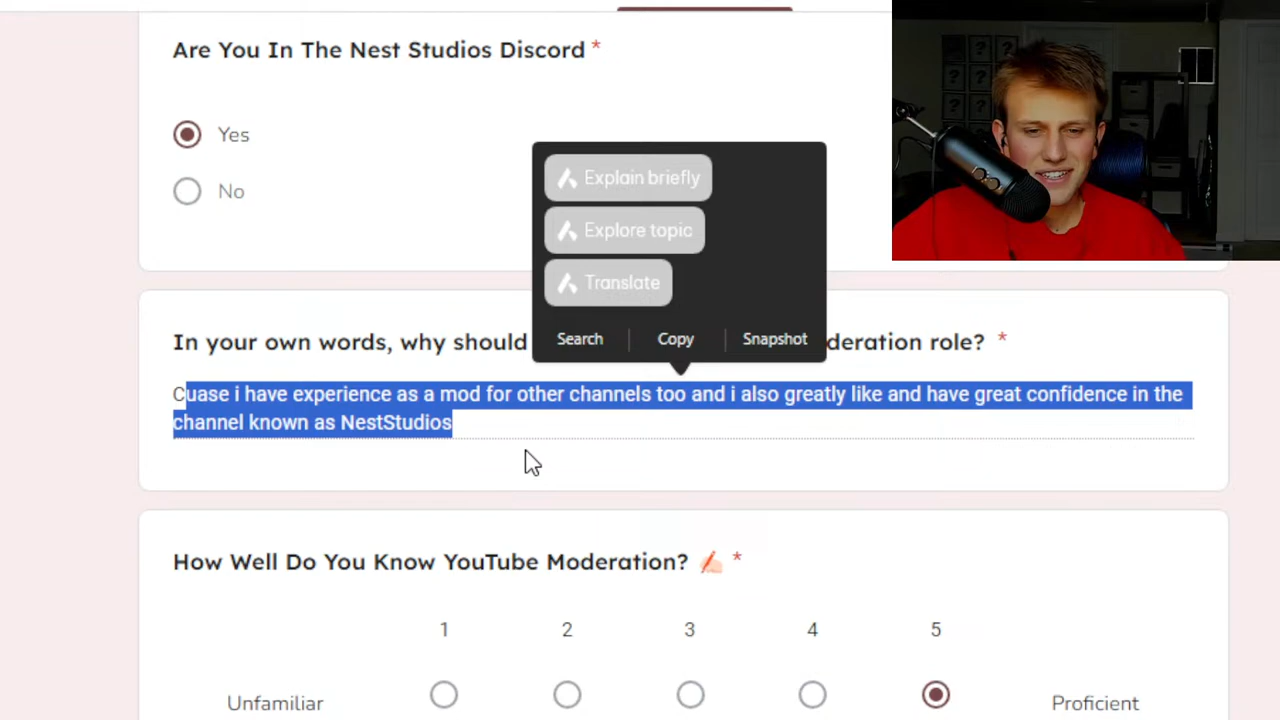 Are You In The Nest Studios Discord *
Yes
No
Explain briefly
Explore topic
Translate
Search
Copy
Snapshot
In your own words, why should deration role? *
Cuase i have experience as a mod for other channels too and i also greatly like and have great confidence in the
channel known as NestStudios
How Well Do You Know YouTube Moderation? ✍🏻 *
1 2 3 4 5
Unfamiliar Proficient